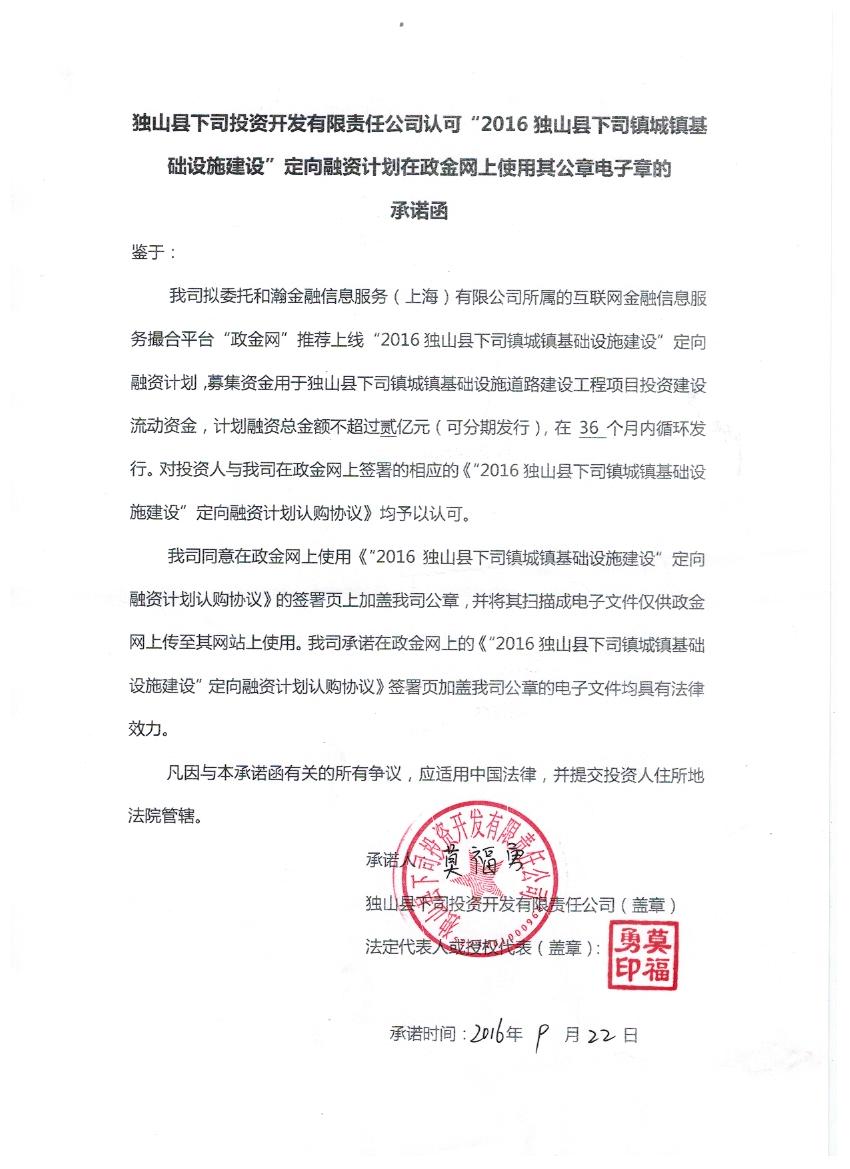 独山县下司投资开发有限责任公司认可“2016 独山县下司镇城镇基
础设施建设”定向融资计划在政金网上使用其公章电子章的
承诺函
鉴于：
我司拟委托和瀚金融信息服务（上海）有限公司所属的互联网金融信息服
务撮合平台“政金网”推荐上线“2016 独山县下司镇城镇基础设施建设”定向
融资计划，募集资金用于独山县下司镇城镇基础设施道路建设工程项目投资建设
流动资金，计划融资总金额不超过贰亿元（可分期发行），在 36 个月内循环发
行。对投资人与我司在政金网上签署的相应的《“2016 独山县下司镇城镇基础设
施建设”定向融资计划认购协议》均予以认可。
我司同意在政金网上使用《“2016 独山县下司镇城镇基础设施建设”定向
融资计划认购协议》的签署页上加盖我司公章，并将其扫描成电子文件仅供政金
网上传至其网站上使用。我司承诺在政金网上的《“2016 独山县下司镇城镇基础
设施建设”定向融资计划认购协议》签署页加盖我司公章的电子文件均具有法律
效力。
凡因与本承诺函有关的所有争议，应适用中国法律，并提交投资人住所地
法院管辖。
独山县下司投资开发有限责任公司
承诺人 莫福勇
独山县下司投资开发有限责任公司（盖章）
法定代表人或授权代表（盖章）：
莫福勇印
承诺时间：2016年 9 月 22 日